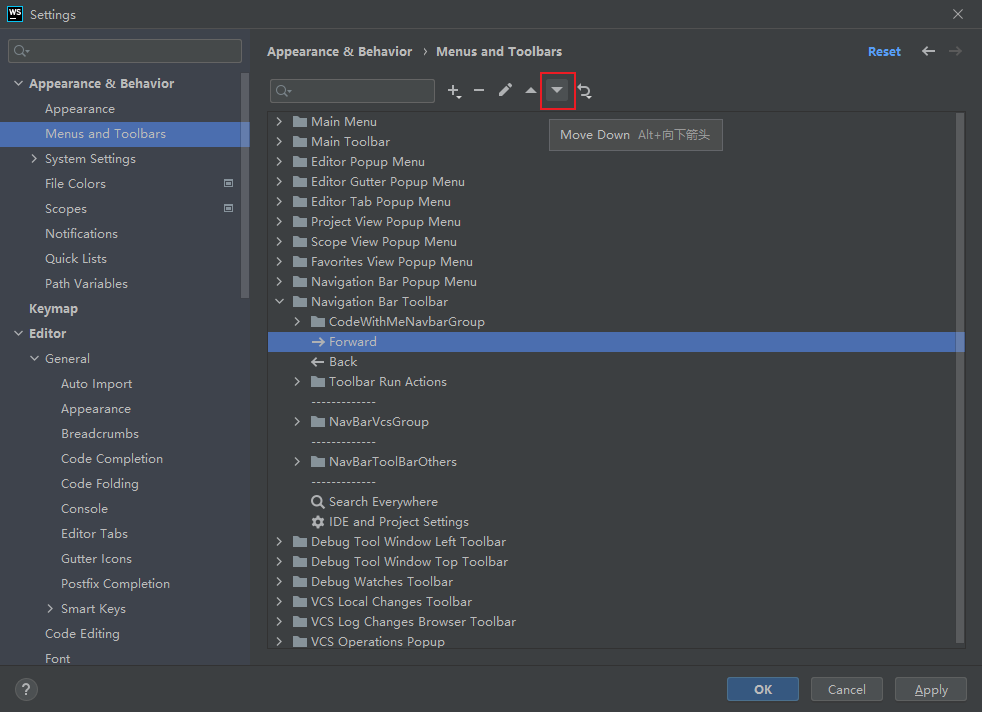 WS Settings
Appearance & Behavior › Menus and Toolbars
Reset
Appearance & Behavior
Appearance
Menus and Toolbars
System Settings
File Colors
Scopes
Notifications
Quick Lists
Path Variables
Keymap
Editor
General
Auto Import
Appearance
Breadcrumbs
Code Completion
Code Folding
Console
Editor Tabs
Gutter Icons
Postfix Completion
Smart Keys
Code Editing
Font
Move Down Alt+向下箭头
Main Menu
Main Toolbar
Editor Popup Menu
Editor Gutter Popup Menu
Editor Tab Popup Menu
Project View Popup Menu
Scope View Popup Menu
Favorites View Popup Menu
Navigation Bar Popup Menu
Navigation Bar Toolbar
CodeWithMeNavbarGroup
Forward
Back
Toolbar Run Actions
-------------
NavBarVcsGroup
-------------
NavBarToolBarOthers
-------------
Search Everywhere
IDE and Project Settings
Debug Tool Window Left Toolbar
Debug Tool Window Top Toolbar
Debug Watches Toolbar
VCS Local Changes Toolbar
VCS Log Changes Browser Toolbar
VCS Operations Popup
?
OK
Cancel
Apply